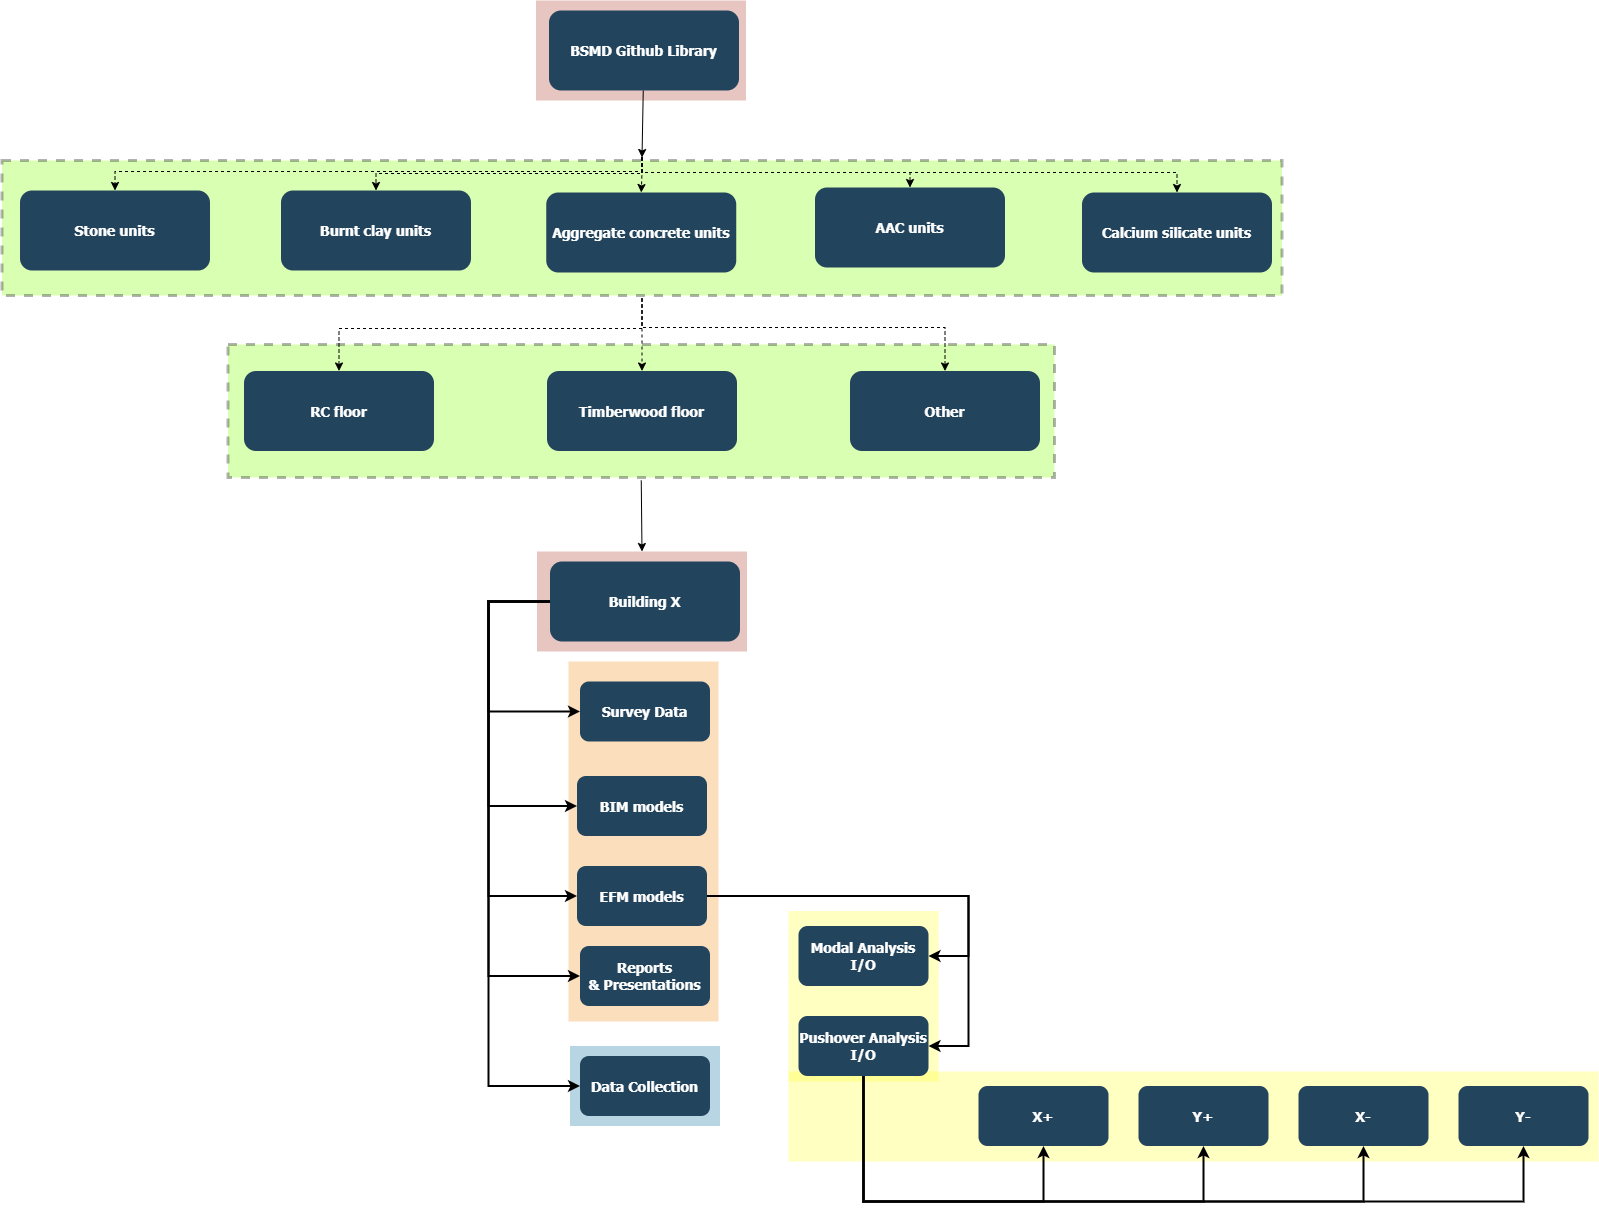 BSMD Github Library
Stone units
Burnt clay units
Aggregate concrete units
AAC units
Calcium silicate units
RC floor
Timberwood floor
Other
Building X
Survey Data
BIM models
EFM models
Reports
& Presentations
Data Collection
Modal Analysis
I/O
Pushover Analysis
I/O
X+
Y+
X-
Y-